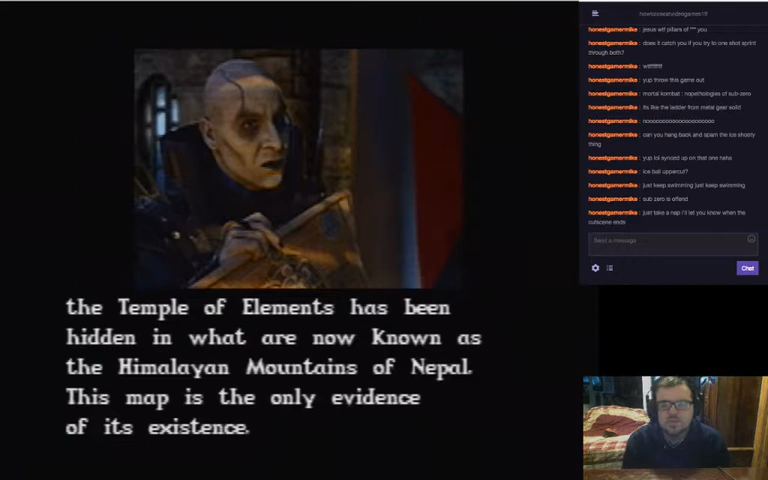 howtobeatvideogames19
honestgamermike : jesus wtf pillars of *** you
honestgamermike : does it catch you if you try to one shot sprint
through both?
honestgamermike : wtffffffff
honestgamermike : yup throw this game out
honestgamermike : mortal kombat : nopethologies of sub-zero
honestgamermike : its like the ladder from metal gear solid
honestgamermike : noooooooooooooooooooo
honestgamermike : can you hang back and spam the ice shooty
thing
honestgamermike : yup lol synced up on that one haha
honestgamermike : ice ball uppercut?
honestgamermike : just keep swimming just keep swimming
honestgamermike : sub zero is offend
honestgamermike : just take a nap i'll let you know when the
cutscene ends
Send a message
Chat
the Temple of Elements has been
hidden in what are now Known as
the Himalayan Mountains of Nepal.
This map is the only evidence
of its existence.